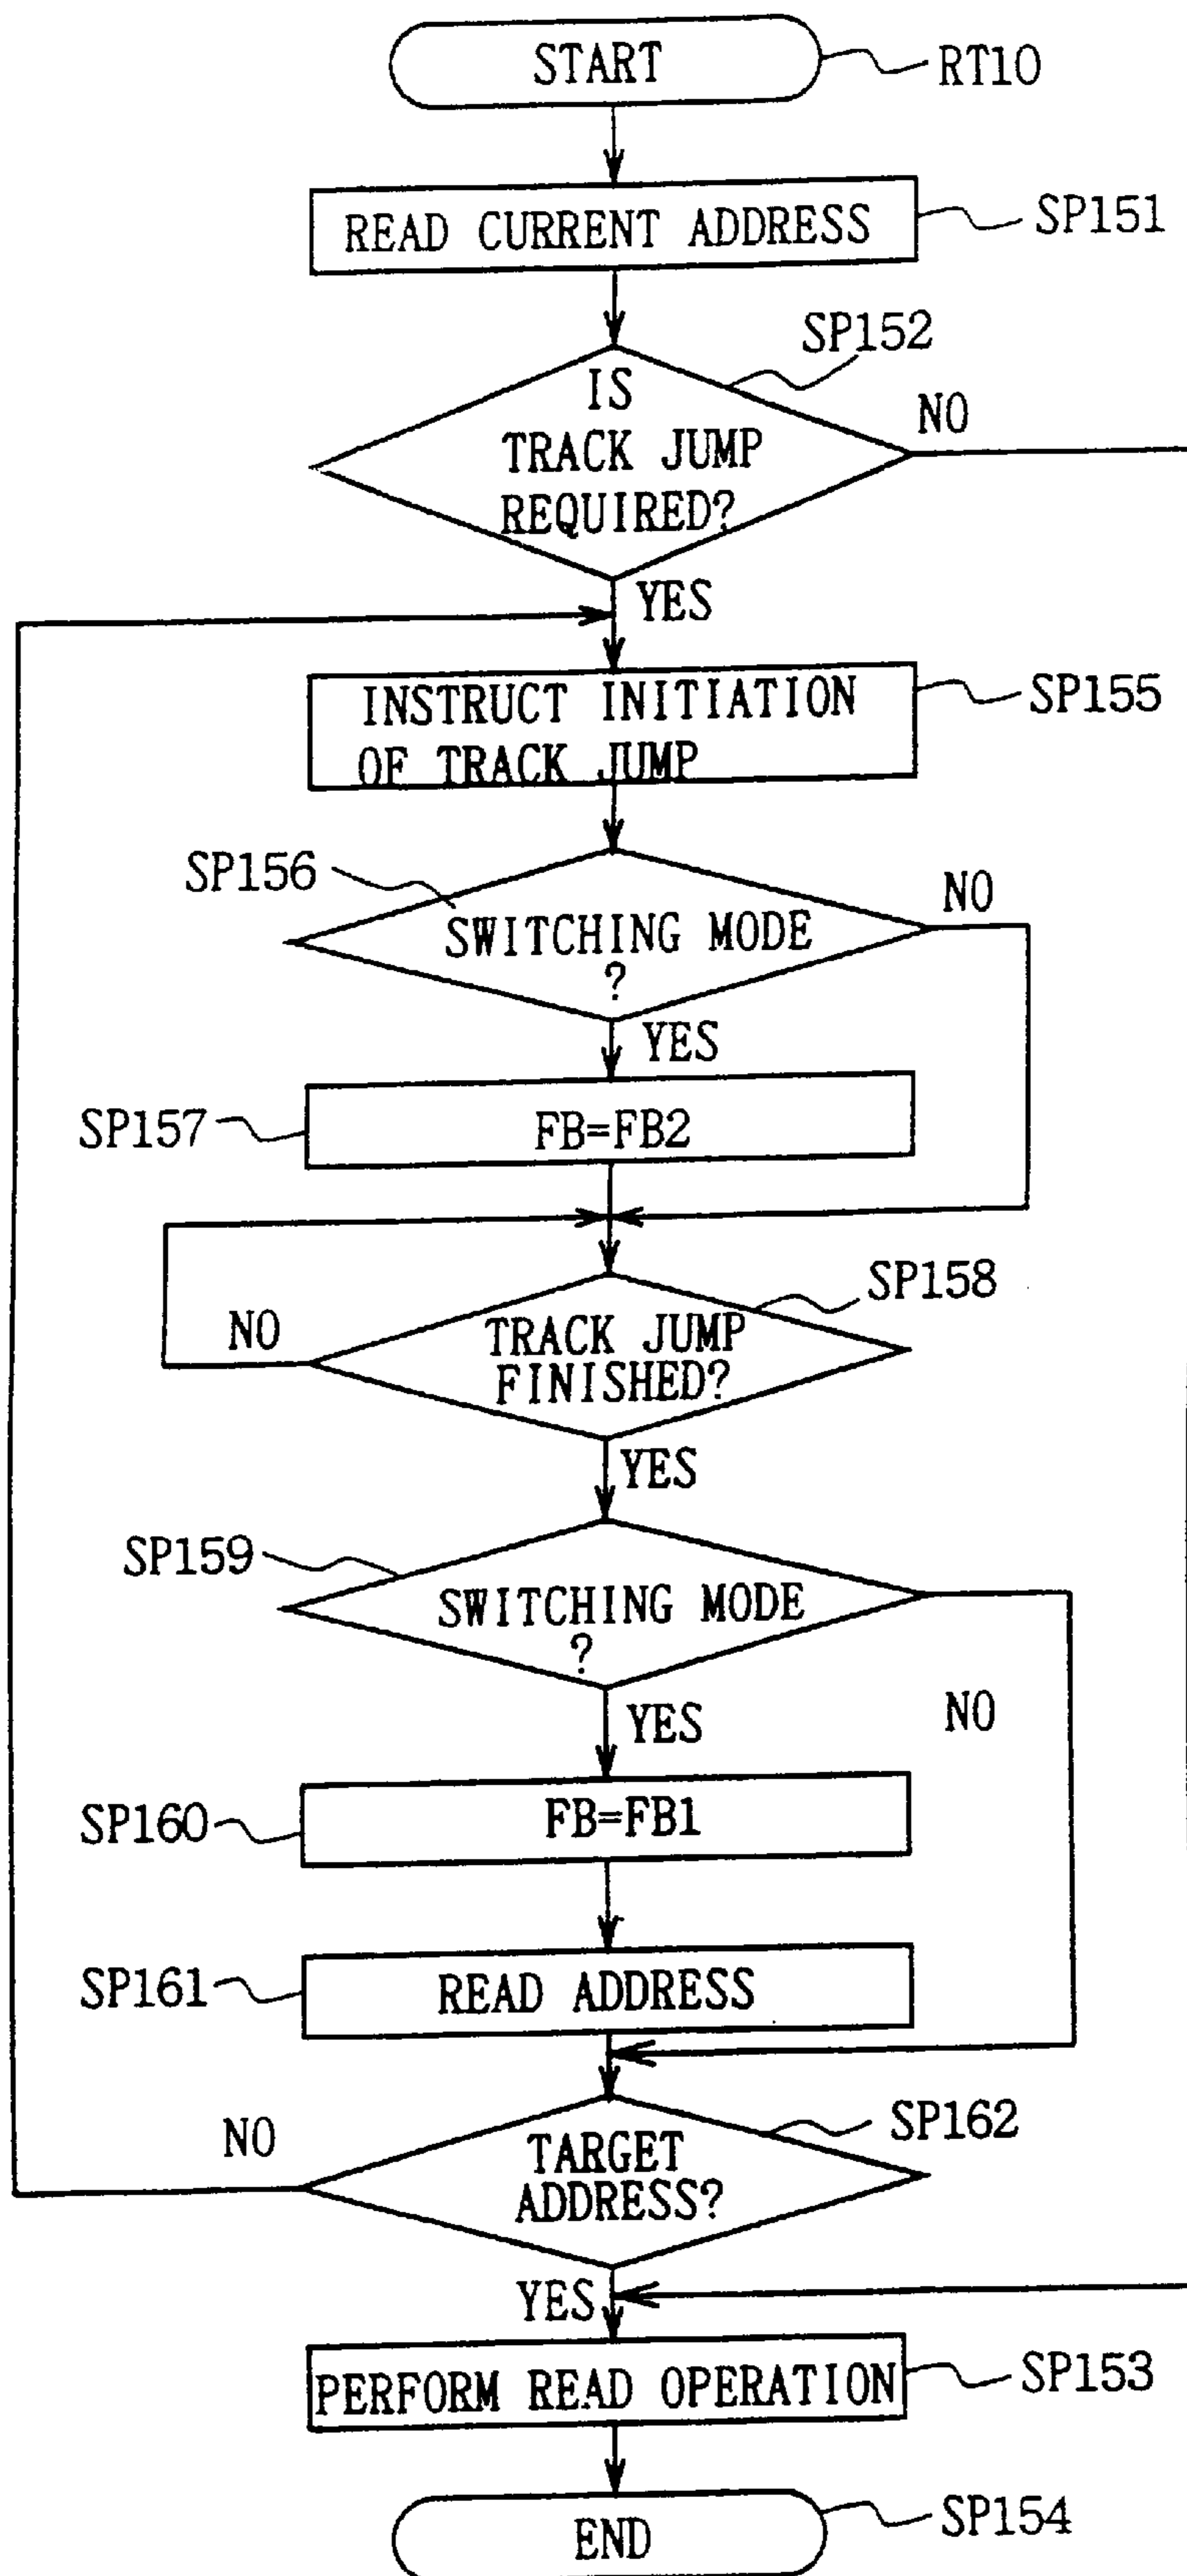 START
RT10
READ CURRENT ADDRESS
SP151
SP152
IS
TRACK JUMP
REQUIRED?
NO
YES
INSTRUCT INITIATION
OF TRACK JUMP
SP155
SP156
SWITCHING MODE
?
NO
YES
SP157
FB=FB2
SP158
TRACK JUMP
FINISHED?
NO
YES
SP159
SWITCHING MODE
?
YES
NO
SP160
FB=FB1
SP161
READ ADDRESS
SP162
NO
TARGET
ADDRESS?
YES
PERFORM READ OPERATION
SP153
END
SP154